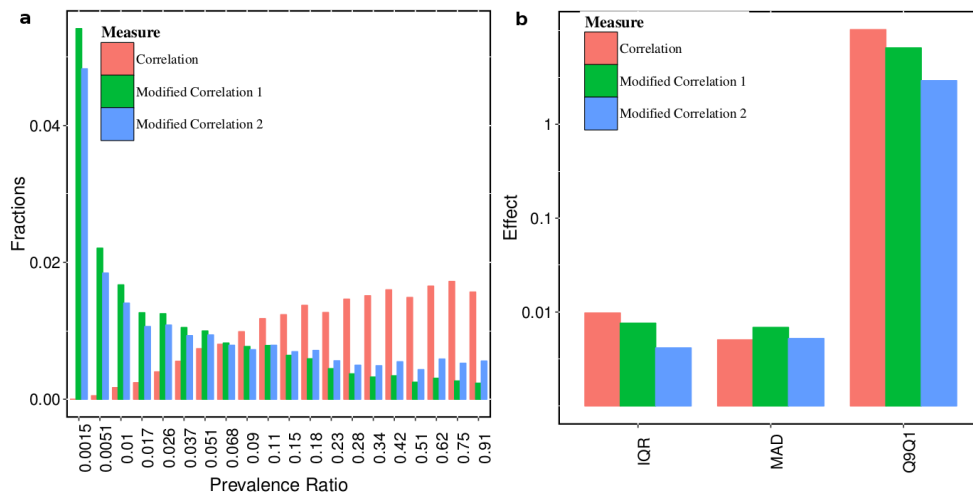 a
Measure
Correlation
Modified Correlation 1
Modified Correlation 2
Fractions
0.04
0.02
0.00
0.0015
0.0051
0.01
0.017
0.026
0.037
0.051
0.068
0.09
0.11
0.15
0.18
0.23
0.28
0.34
0.42
0.51
0.62
0.75
0.91
Prevalence Ratio
b
Measure
Correlation
Modified Correlation 1
Modified Correlation 2
Effect
1
0.1
0.01
IQR
MAD
Q9Q1